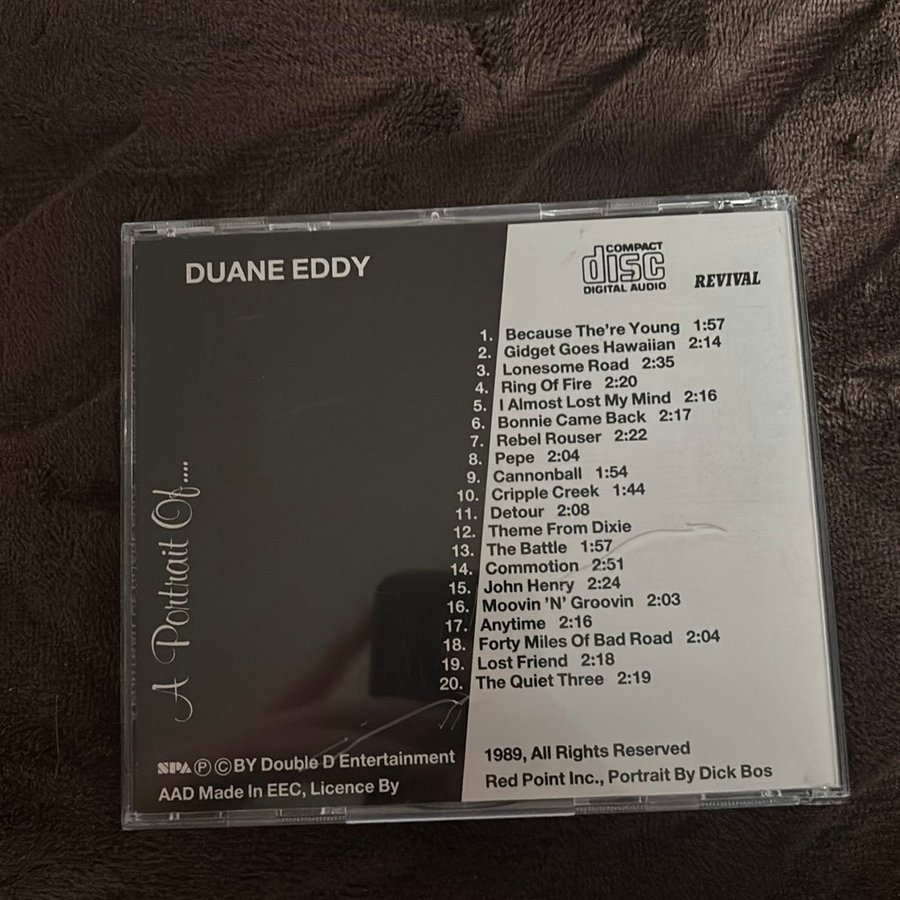 DUANE EDDY
COMPACT
disc
DIGITAL AUDIO
REVIVAL
A Portrait Of....
1. Because The're Young 1:57
2. Gidget Goes Hawaiian 2:14
3. Lonesome Road 2:35
4. Ring Of Fire 2:20
5. I Almost Lost My Mind 2:16
6. Bonnie Came Back 2:17
7. Rebel Rouser 2:22
8. Pepe 2:04
9. Cannonball 1:54
10. Cripple Creek 1:44
11. Detour 2:08
12. Theme From Dixie
13. The Battle 1:57
14. Commotion 2:51
15. John Henry 2:24
16. Moovin 'N' Groovin 2:03
17. Anytime 2:16
18. Forty Miles Of Bad Road 2:04
19. Lost Friend 2:18
20. The Quiet Three 2:19
SPA ℗ © BY Double D Entertainment
AAD Made In EEC, Licence By
1989, All Rights Reserved
Red Point Inc., Portrait By Dick Bos